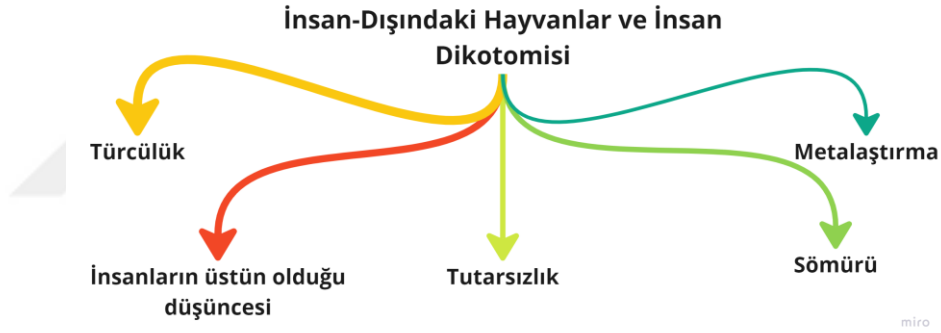 İnsan-Dışındaki Hayvanlar ve İnsan
Dikotomisi
Türcülük
Metalaştırma
İnsanların üstün olduğu
düşüncesi
Tutarsızlık
Sömürü
miro